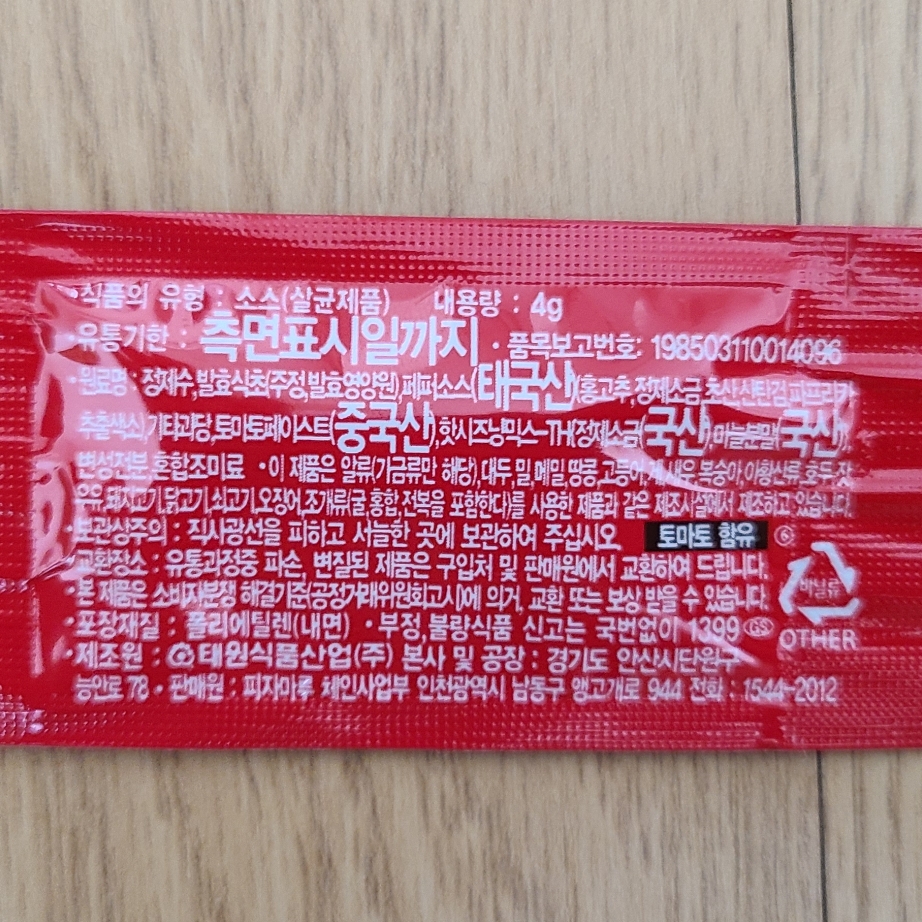 •식품의 유형 : 소스(살균제품) 내용량 : 4g
•유통기한 : 측면표시일까지 •품목보고번호: 198503110014096
•원료명 : 정제수,발효식초(주정,발효영양원),페퍼소스(태국산)(홍고추,정제소금,초산,산탄검,파프리카
추출색소),기타과당,토마토페이스트(중국산),핫시즈닝믹스-TH(정제소금(국산),마늘분말(국산)
변성전분,혼합조미료 •이 제품은 알류(가금류만 해당),대두,밀,메밀,땅콩,고등어,게,새우,복숭아,아황산류,호두,잣
우유,돼지고기,닭고기,쇠고기,오징어,조개류(굴,홍합,전복을 포함한다)를 사용한 제품과 같은 제조시설에서 제조하고 있습니다.
•보관상주의 : 직사광선을 피하고 서늘한 곳에 보관하여 주십시오 토마토 함유 ⑥
•교환장소 : 유통과정중 파손, 변질된 제품은 구입처 및 판매원에서 교환하여 드립니다.
•본 제품은 소비자분쟁 해결기준(공정거래위원회고시)에 의거, 교환 또는 보상 받을 수 있습니다.
•포장재질 : 폴리에틸렌(내면) •부정,불량식품 신고는 국번없이 1399
•제조원 : 태원식품산업(주) 본사 및 공장 : 경기도 안산시단원구
능안로 78 •판매원 : 피자마루 체인사업부 인천광역시 남동구 앵고개로 944 전화 : 1544-2012
비닐류
OTHER